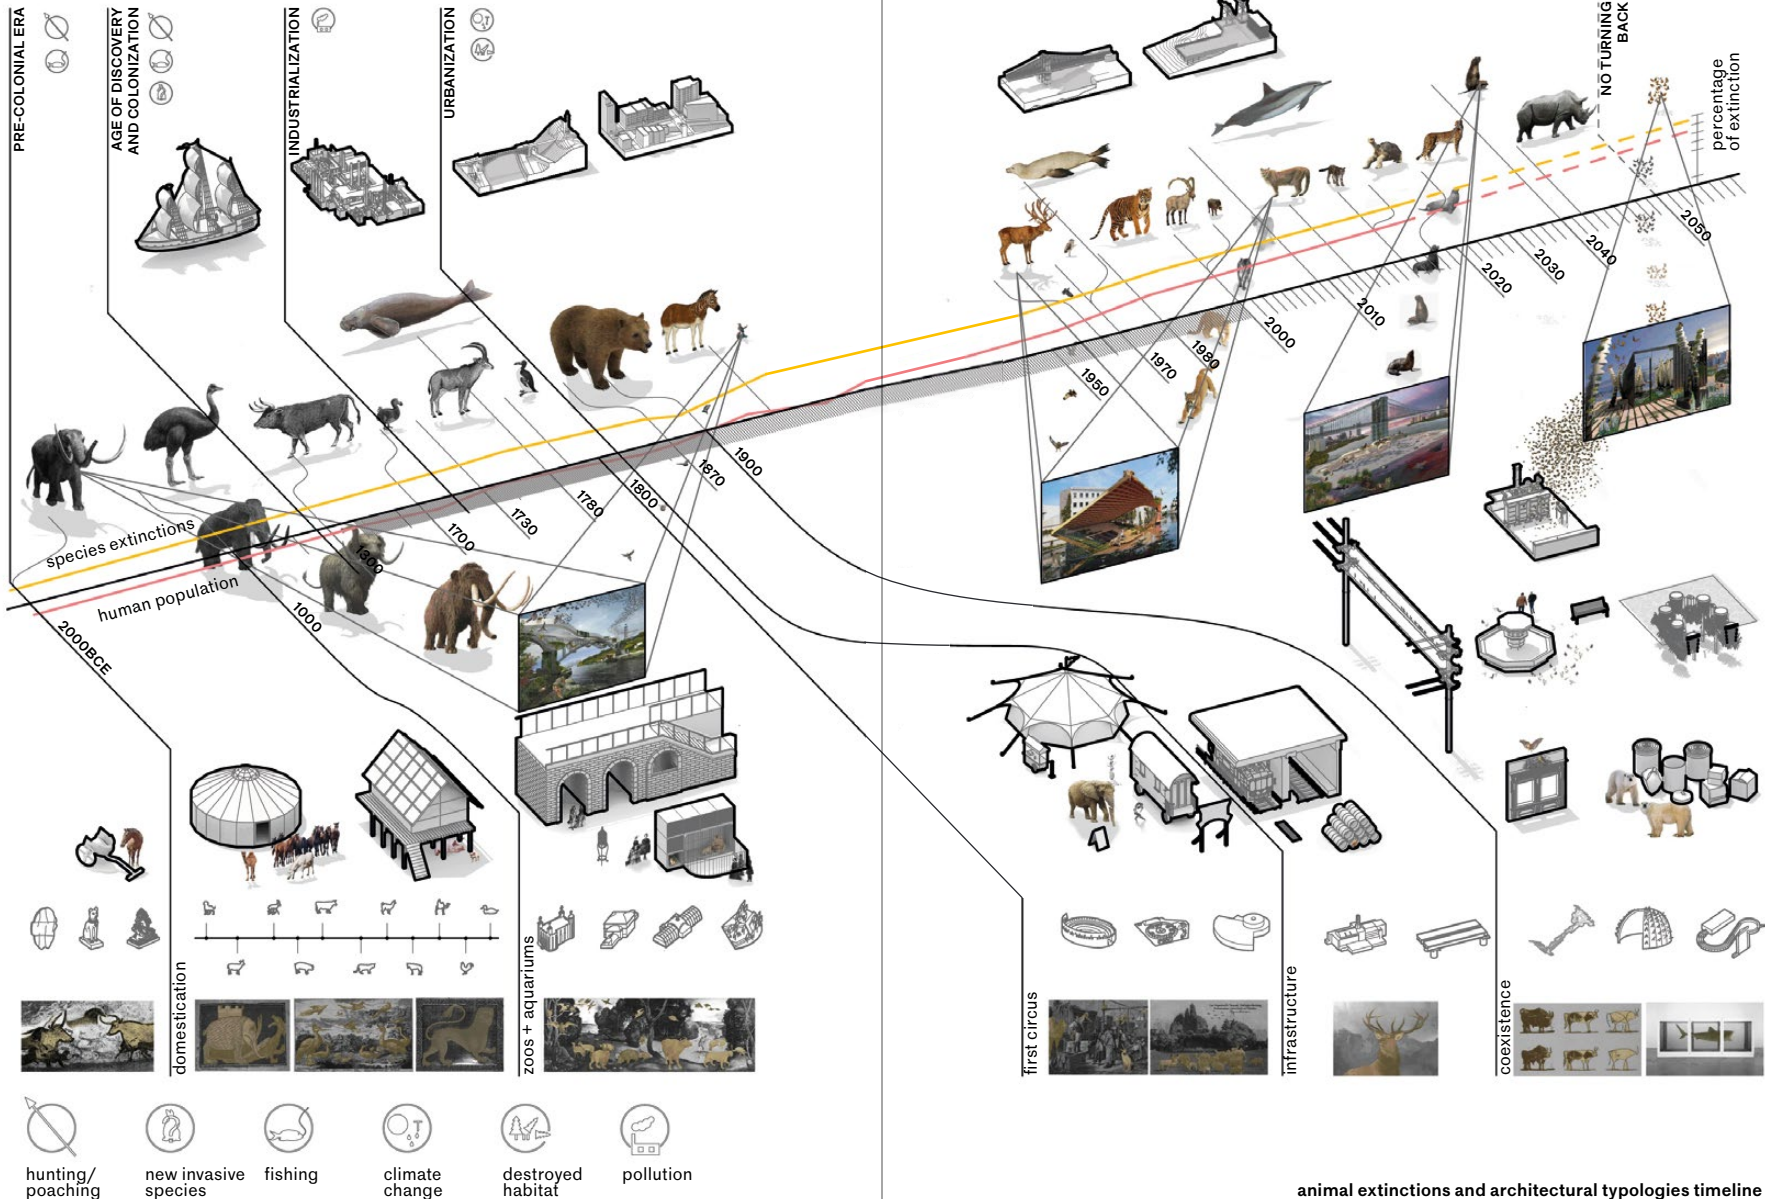 PRE-COLONIAL ERA
AGE OF DISCOVERY
AND COLONIZATION
INDUSTRIALIZATION
URBANIZATION
NO TURNING
BACK
percentage
of extinction
species extinctions
human population
2000BCE
1000
1300
1700
1730
1780
1800
1870
1900
1950
1970
1980
2000
2010
2020
2030
2040
2050
domestication
zoos + aquariums
first circus
infrastructure
coexistence
hunting/
poaching
new invasive
species
fishing
climate
change
destroyed
habitat
pollution
animal extinctions and architectural typologies timeline